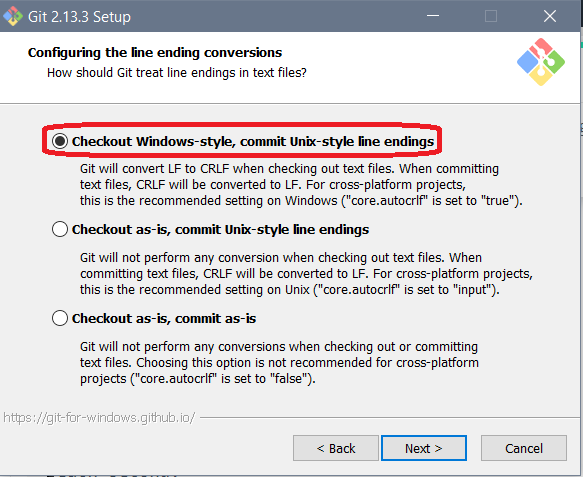 Git 2.13.3 Setup
Configuring the line ending conversions
How should Git treat line endings in text files?
Checkout Windows-style, commit Unix-style line endings
Git will convert LF to CRLF when checking out text files. When committing
text files, CRLF will be converted to LF. For cross-platform projects,
this is the recommended setting on Windows ("core.autocrlf" is set to "true").
Checkout as-is, commit Unix-style line endings
Git will not perform any conversion when checking out text files. When
committing text files, CRLF will be converted to LF. For cross-platform projects,
this is the recommended setting on Unix ("core.autocrlf" is set to "input").
Checkout as-is, commit as-is
Git will not perform any conversions when checking out or committing
text files. Choosing this option is not recommended for cross-platform
projects ("core.autocrlf" is set to "false").
https://git-for-windows.github.io/
< Back
Next >
Cancel